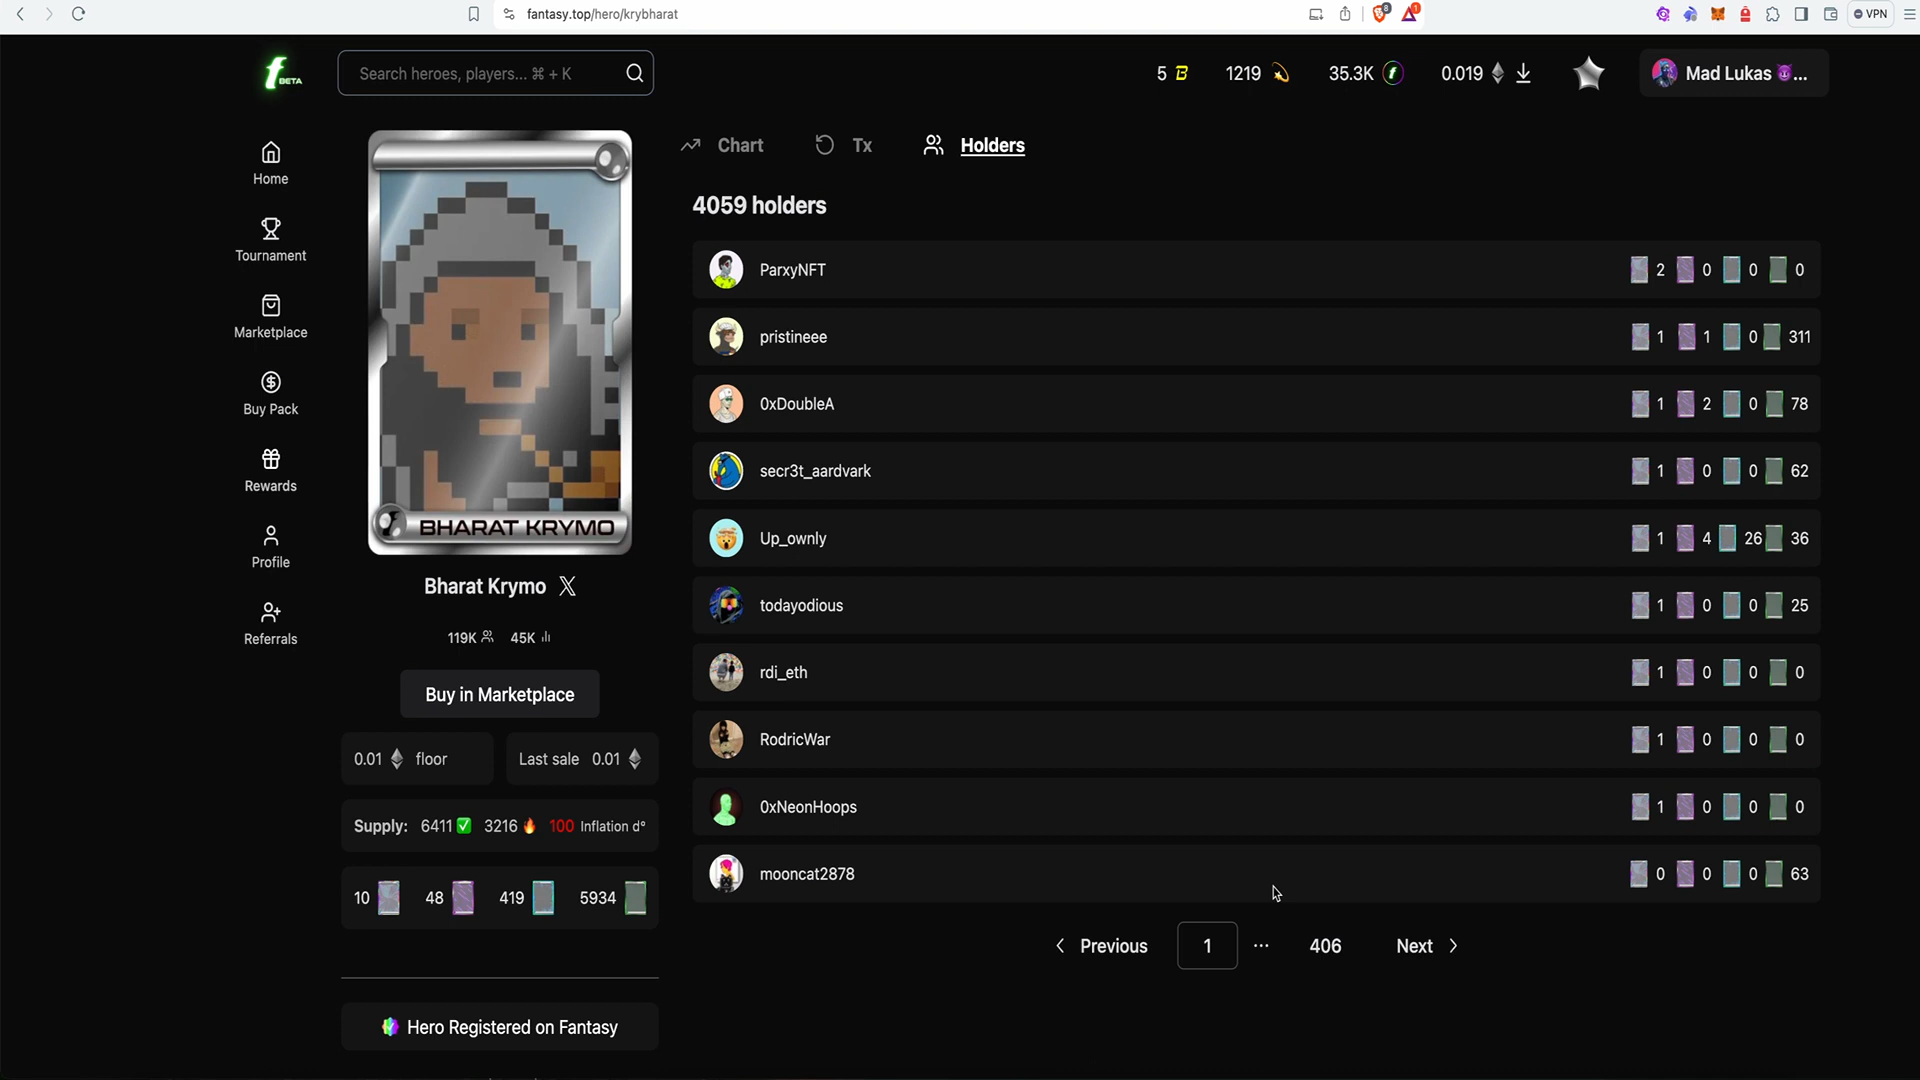 fantasy.top/hero/krybharat
8
1
VPN
f BETA
Search heroes, players... ⌘ + K
5
1219
35.3K
0.019
Mad Lukas 😈...
Home
Tournament
Marketplace
Buy Pack
Rewards
Profile
Referrals
BHARAT KRYMO
Bharat Krymo X
119K 45K
Buy in Marketplace
0.01 floor
Last sale 0.01
Supply: 6411 ✅ 3216 🔥 100 Inflation d°
10 48 419 5934
Hero Registered on Fantasy
Chart
Tx
Holders
4059 holders
ParxyNFT 2 0 0 0
pristineee 1 1 0 311
0xDoubleA 1 2 0 78
secr3t_aardvark 1 0 0 62
Up_ownly 1 4 26 36
todayodious 1 0 0 25
rdi_eth 1 0 0 0
RodricWar 1 0 0 0
0xNeonHoops 1 0 0 0
mooncat2878 0 0 0 63
Previous 1 ... 406 Next